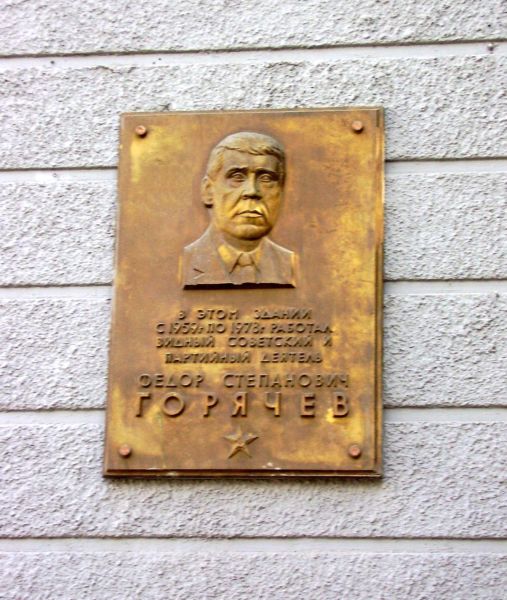 В ЭТОМ ЗДАНИИ
С 1959г. ПО 1978г. РАБОТАЛ
ВИДНЫЙ СОВЕТСКИЙ И
ПАРТИЙНЫЙ ДЕЯТЕЛЬ
ФЕДОР СТЕПАНОВИЧ
ГОРЯЧЕВ